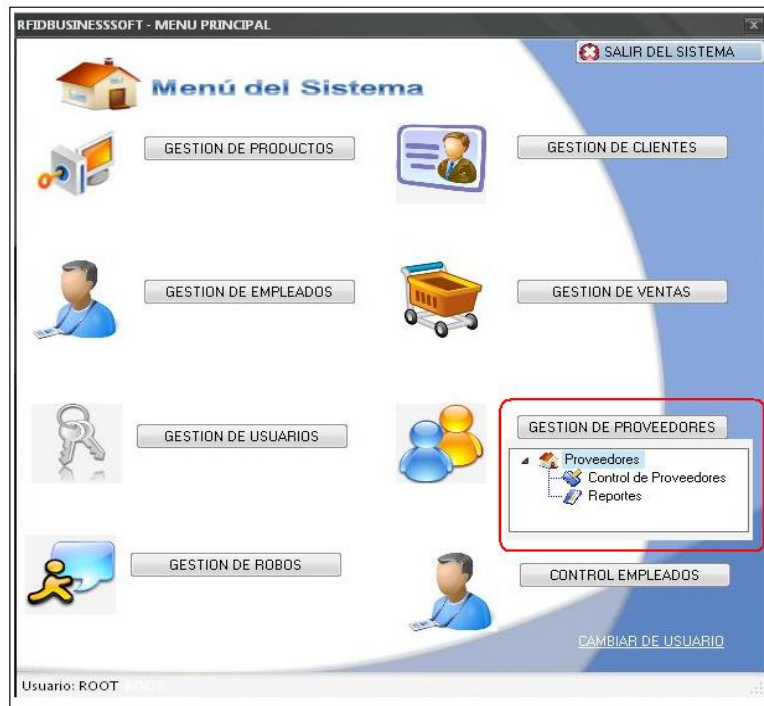 RFIDBUSINESSSOFT - MENU PRINCIPAL
SALIR DEL SISTEMA
Menú del Sistema
GESTION DE PRODUCTOS
GESTION DE CLIENTES
GESTION DE EMPLEADOS
GESTION DE VENTAS
GESTION DE USUARIOS
GESTION DE PROVEEDORES
Proveedores
Control de Proveedores
Reportes
GESTION DE ROBOS
CONTROL EMPLEADOS
CAMBIAR DE USUARIO
Usuario: ROOT ROOT